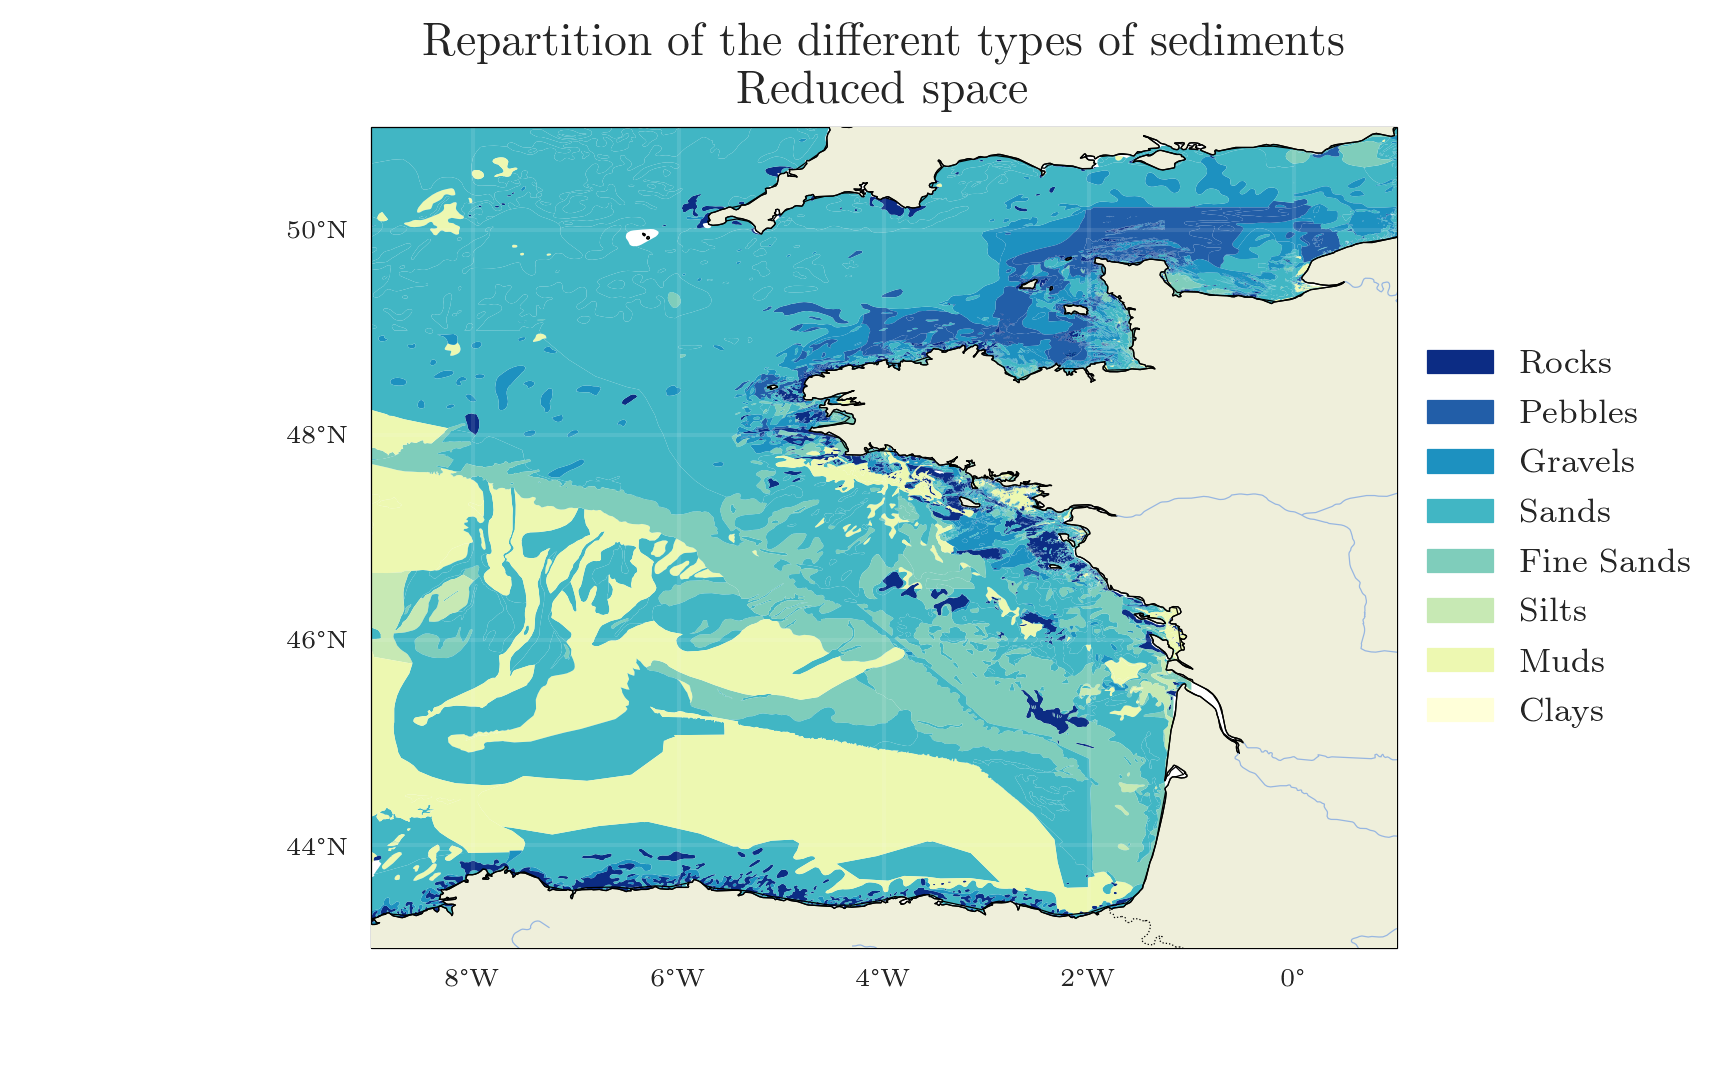 Repartition of the different types of sediments
Reduced space
50°N
48°N
46°N
44°N
8°W
6°W
4°W
2°W
0°
Rocks
Pebbles
Gravels
Sands
Fine Sands
Silts
Muds
Clays